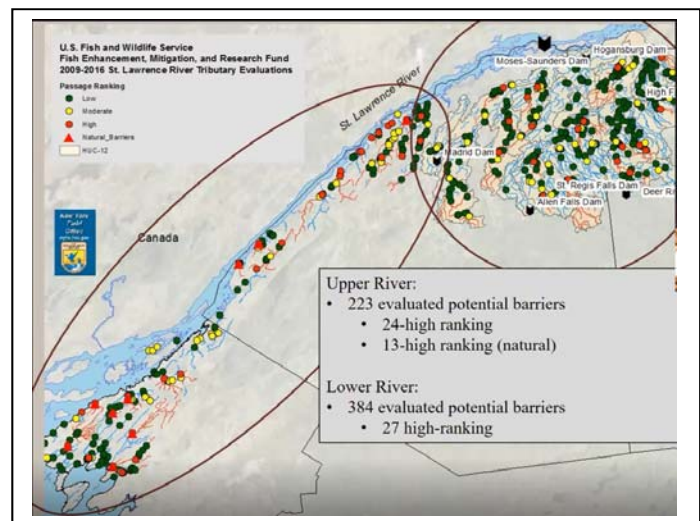 U.S. Fish and Wildlife Service
Fish Enhancement, Mitigation, and Research Fund
2009-2016 St. Lawrence River Tributary Evaluations
Passage Ranking
Low
Moderate
High
Natural_Barriers
HUC-12
St. Lawrence River
Hogansburg Dam
Moses-Saunders Dam
High F
Madrid Dam
St. Regis Falls Dam
Deer Ri
Allen Falls Dam
Canada
Upper River:
• 223 evaluated potential barriers
• 24-high ranking
• 13-high ranking (natural)
Lower River:
• 384 evaluated potential barriers
• 27 high-ranking